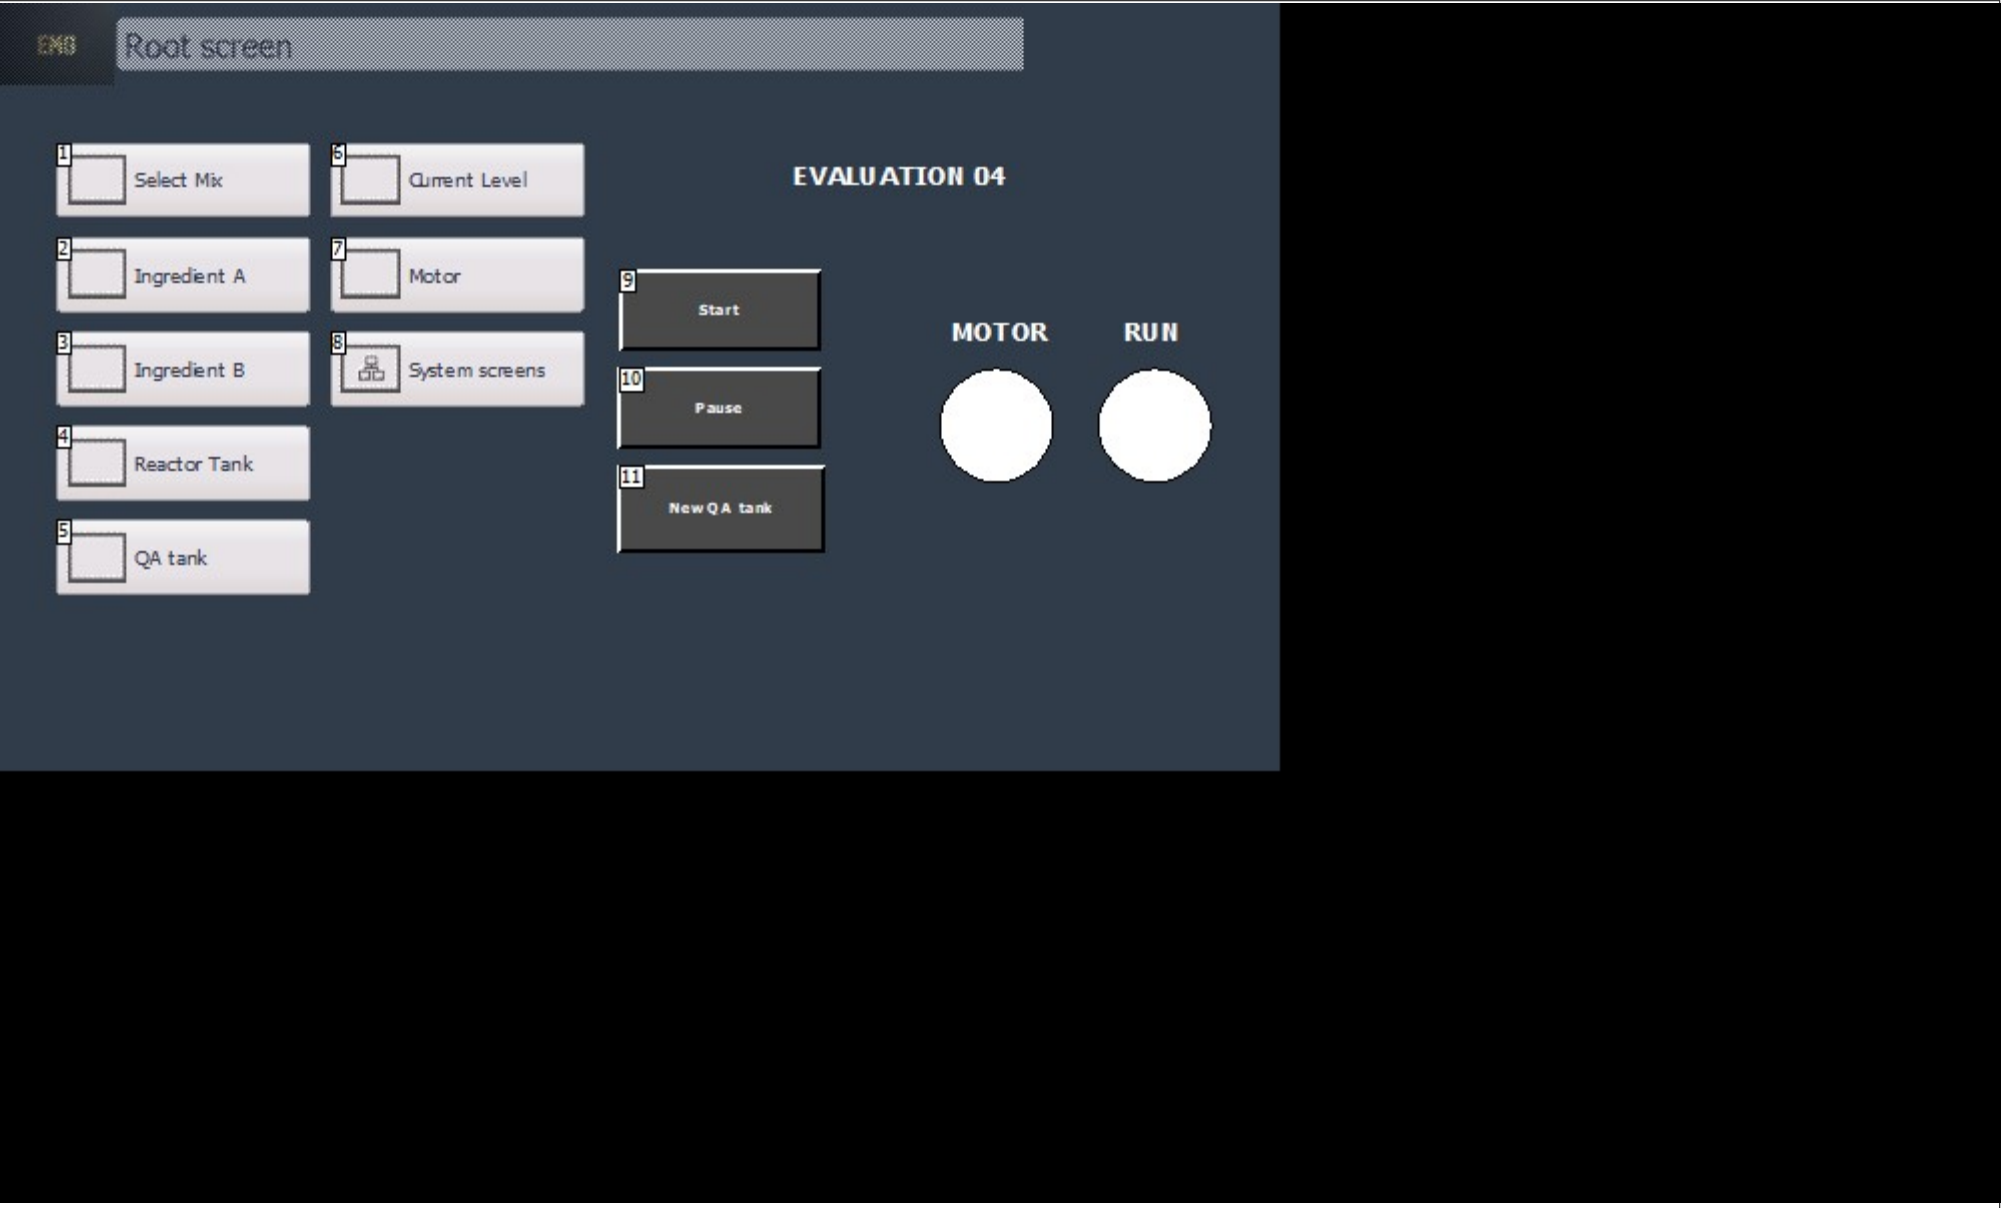 Root screen
1 Select Mix
2 Ingredient A
3 Ingredient B
4 Reactor Tank
5 QA tank
6 Current Level
7 Motor
8 System screens
EVALUATION 04
9 Start
10 Pause
11 New QA tank
MOTOR RUN